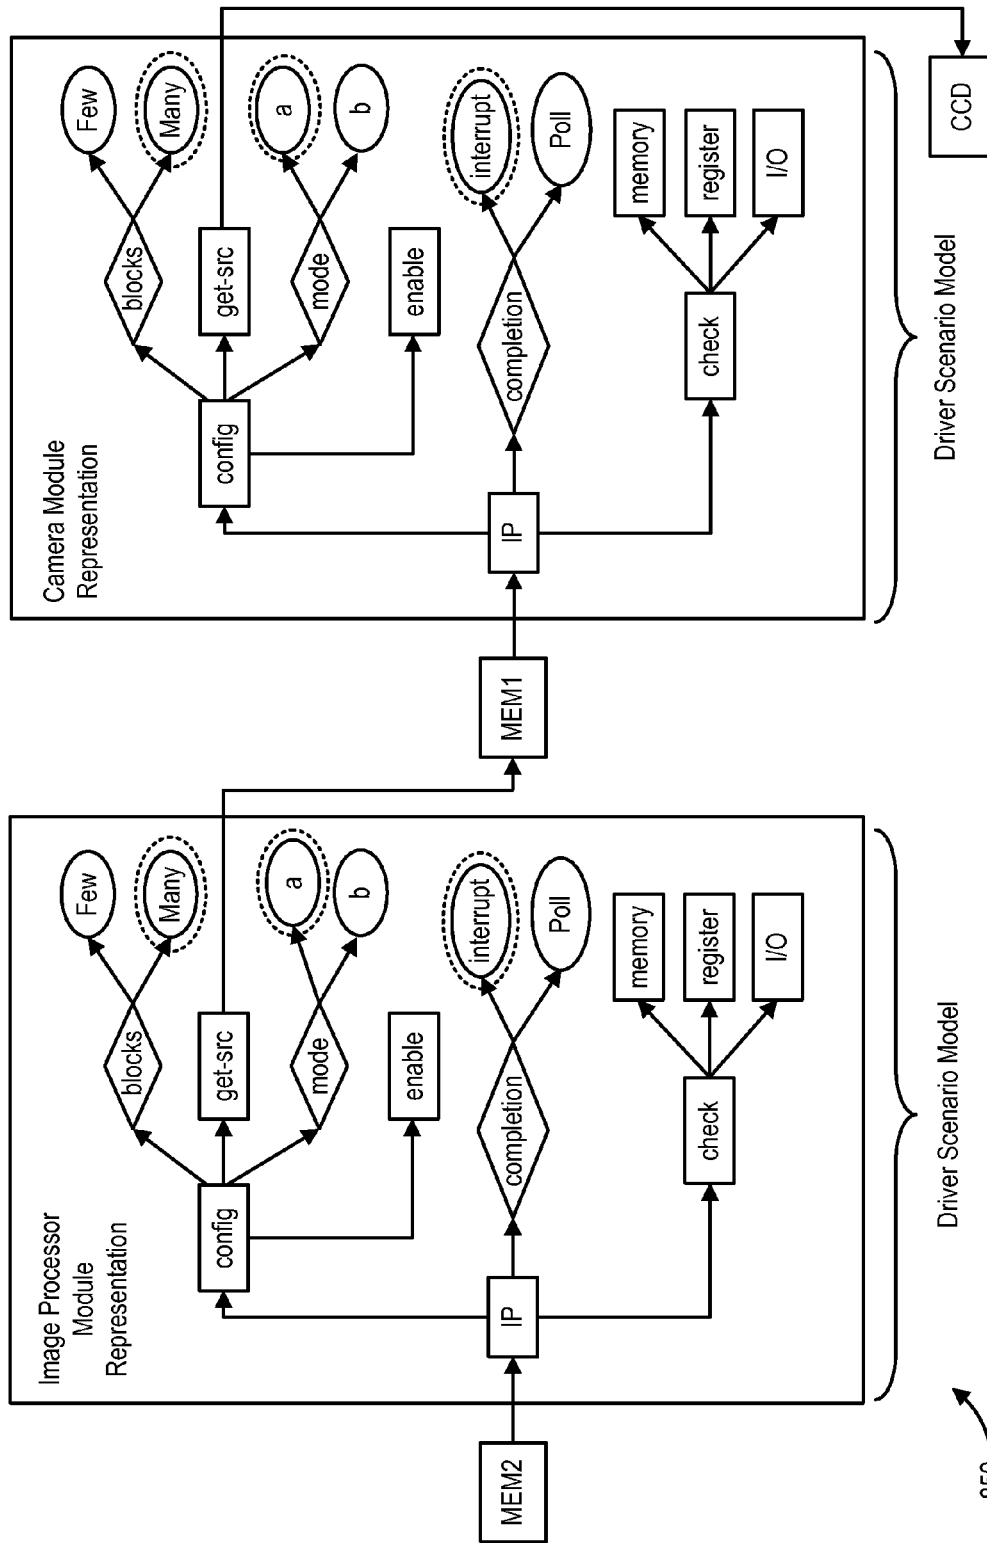 Image Processor
Module
Representation
MEM2
IP
config
blocks
Few
Many
get-src
mode
a
b
enable
completion
interrupt
Poll
check
memory
register
I/O
Driver Scenario Model
MEM1
Camera Module
Representation
IP
config
blocks
Few
Many
get-src
mode
a
b
enable
completion
interrupt
Poll
check
memory
register
I/O
Driver Scenario Model
CCD